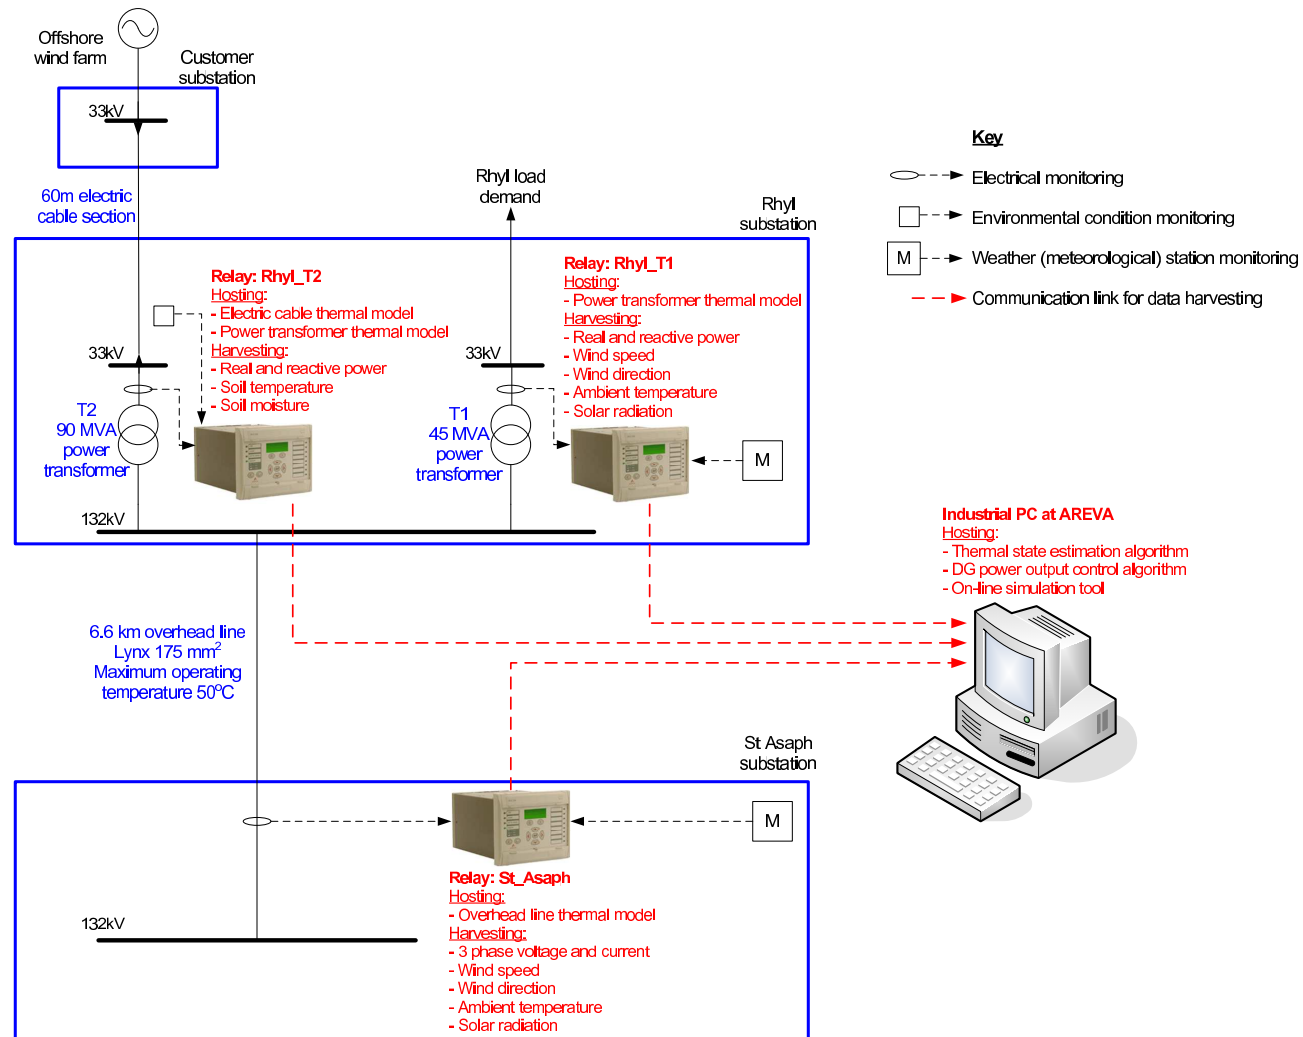 Offshore
wind farm
Customer
substation
33kV
60m electric
cable section
Rhyl load
demand
Rhyl
substation
Key
Electrical monitoring
Environmental condition monitoring
M
Weather (meteorological) station monitoring
Communication link for data harvesting
Relay: Rhyl_T2
Hosting:
- Electric cable thermal model
- Power transformer thermal model
Harvesting:
- Real and reactive power
- Soil temperature
- Soil moisture
Relay: Rhyl_T1
Hosting:
- Power transformer thermal model
Harvesting:
- Real and reactive power
- Wind speed
- Wind direction
- Ambient temperature
- Solar radiation
33kV
33kV
T2
90 MVA
power
transformer
T1
45 MVA
power
transformer
M
132kV
Industrial PC at AREVA
Hosting:
- Thermal state estimation algorithm
- DG power output control algorithm
- On-line simulation tool
6.6 km overhead line
Lynx 175 mm²
Maximum operating
temperature 50°C
St Asaph
substation
M
Relay: St_Asaph
Hosting:
- Overhead line thermal model
Harvesting:
- 3 phase voltage and current
- Wind speed
- Wind direction
- Ambient temperature
- Solar radiation
132kV